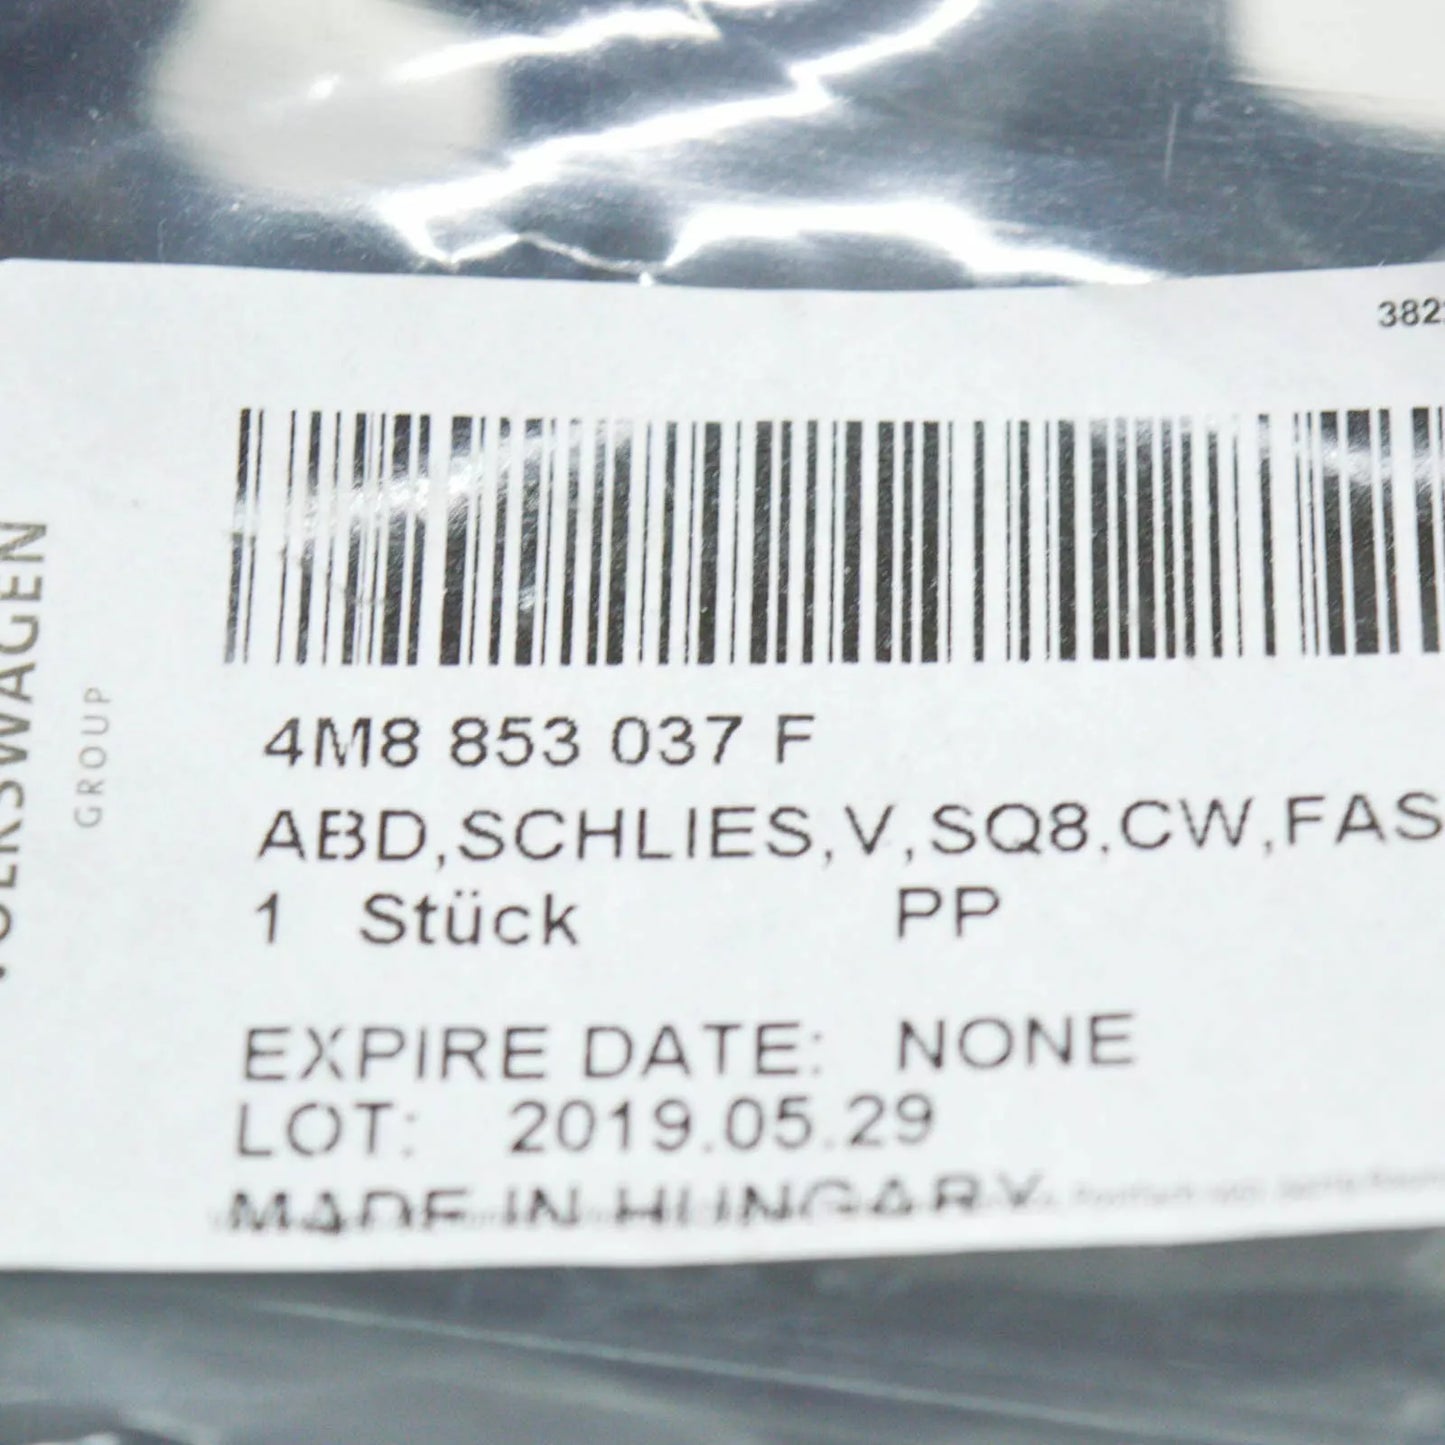 382
4M8 853 037 F
ABD,SCHLIES,V,SQ8,CW,FAS
1 Stück PP
EXPIRE DATE: NONE
LOT: 2019.05.29
MADE IN HUNGARY
VOLKSWAGEN
GROUP